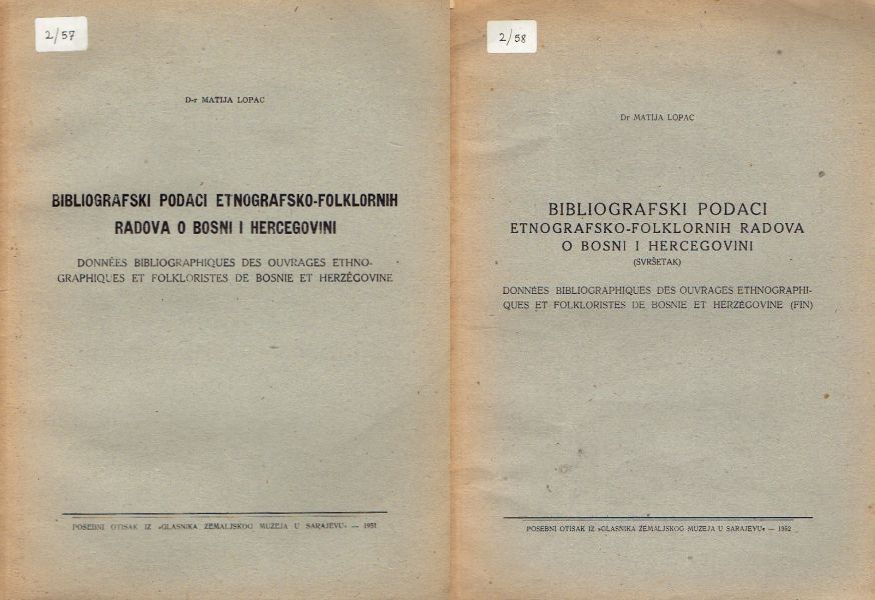 2/57
D-r MATIJA LOPAC
BIBLIOGRAFSKI PODACI ETNOGRAFSKO-FOLKLORNIH
RADOVA O BOSNI I HERCEGOVINI
DONNÉES BIBLIOGRAPHIQUES DES OUVRAGES ETHNO-
GRAPHIQUES ET FOLKLORISTES DE BOSNIE ET HERZÉGOVINE
POSEBNI OTISAK IZ »GLASNIKA ZEMALJSKOG MUZEJA U SARAJEVU« — 1951
2/58
Dr MATIJA LOPAC
BIBLIOGRAFSKI PODACI
ETNOGRAFSKO-FOLKLORNIH RADOVA
O BOSNI I HERCEGOVINI
(SVRŠETAK)
DONNÉES BIBLIOGRAPHIQUES DES OUVRAGES ETHNOGRAPHI-
QUES ET FOLKLORISTES DE BOSNIE ET HERZÉGOVINE (FIN)
POSEBNI OTISAK IZ »GLASNIKA ZEMALJSKOG MUZEJA U SARAJEVU« — 1952